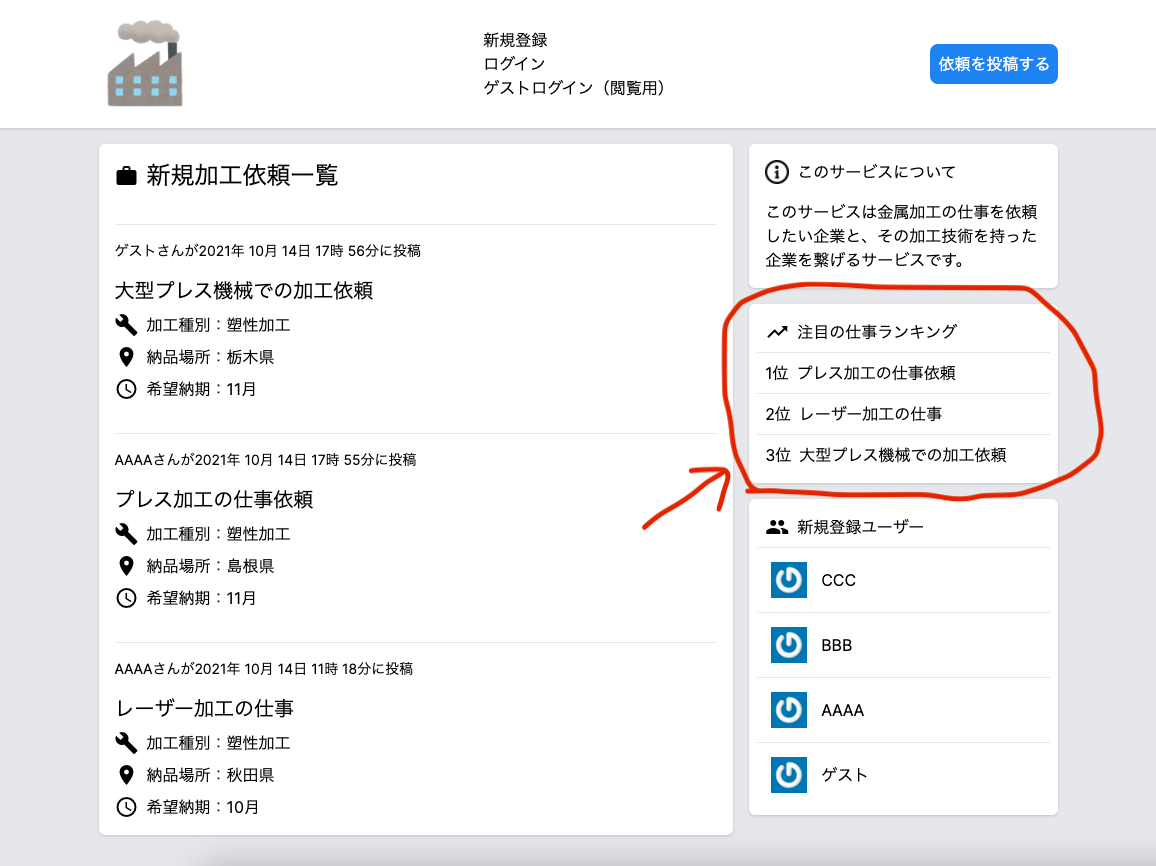 新規登録
ログイン
ゲストログイン（閲覧用）
依頼を投稿する
新規加工依頼一覧
ゲストさんが2021年 10月 14日 17時 56分に投稿
大型プレス機械での加工依頼
加工種別：塑性加工
納品場所：栃木県
希望納期：11月
AAAAさんが2021年 10月 14日 17時 55分に投稿
プレス加工の仕事依頼
加工種別：塑性加工
納品場所：島根県
希望納期：11月
AAAAさんが2021年 10月 14日 11時 18分に投稿
レーザー加工の仕事
加工種別：塑性加工
納品場所：秋田県
希望納期：10月
このサービスについて
このサービスは金属加工の仕事を依頼
したい企業と、その加工技術を持った
企業を繋げるサービスです。
注目の仕事ランキング
1位 プレス加工の仕事依頼
2位 レーザー加工の仕事
3位 大型プレス機械での加工依頼
新規登録ユーザー
CCC
BBB
AAAA
ゲスト